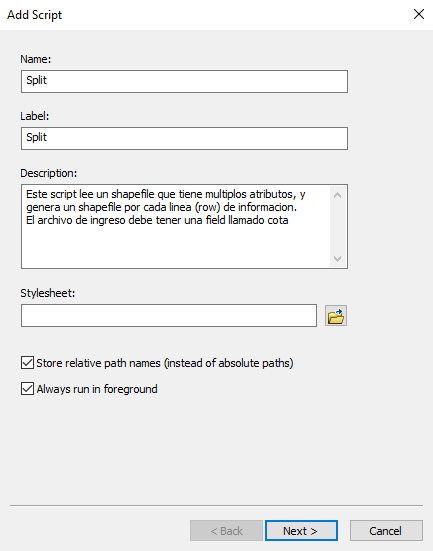 Add Script
Name:
Split
Label:
Split
Description:
Este script lee un shapefile que tiene multiplos atributos, y
genera un shapefile por cada linea (row) de informacion.
El archivo de ingreso debe tener una field llamado cota
Stylesheet:
Store relative path names (instead of absolute paths)
Always run in foreground
< Back
Next >
Cancel